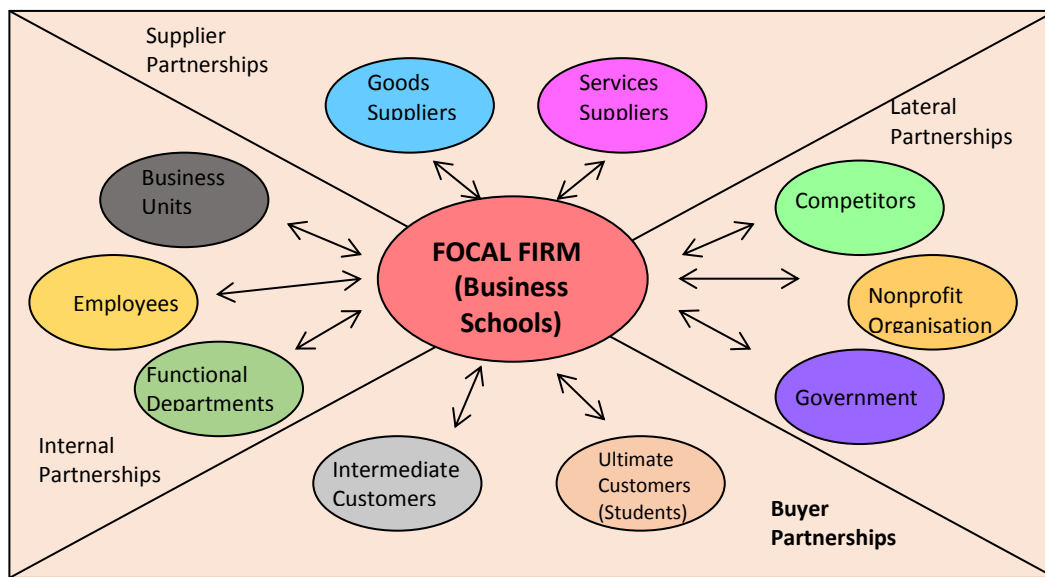 Supplier
Partnerships
Goods
Suppliers
Services
Suppliers
Lateral
Partnerships
Business
Units
Competitors
FOCAL FIRM
(Business
Schools)
Employees
Nonprofit
Organisation
Functional
Departments
Government
Internal
Partnerships
Intermediate
Customers
Ultimate
Customers
(Students)
Buyer
Partnerships